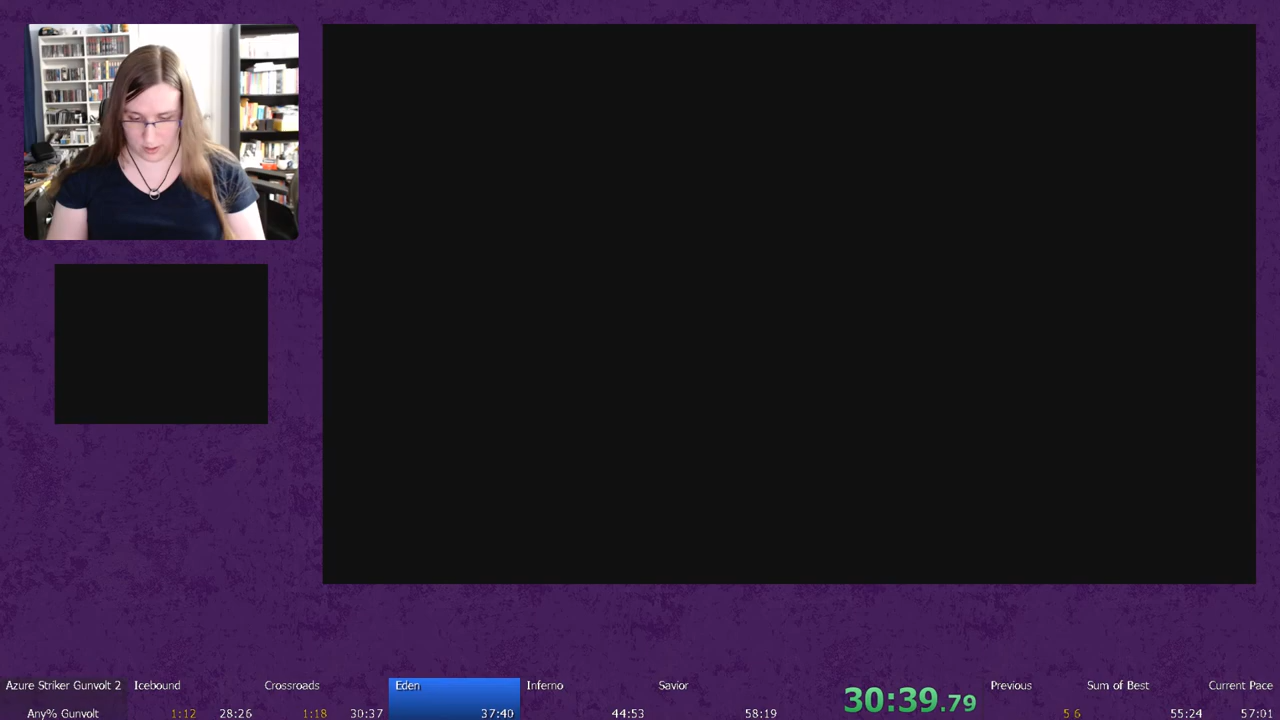 Azure Striker Gunvolt 2
Any% Gunvolt
Icebound
1:12 28:26
Crossroads
1:18 30:37
Eden
37:40
Inferno
44:53
Savior
58:19
30:39.79
Previous
5 6
Sum of Best
55:24
Current Pace
57:01